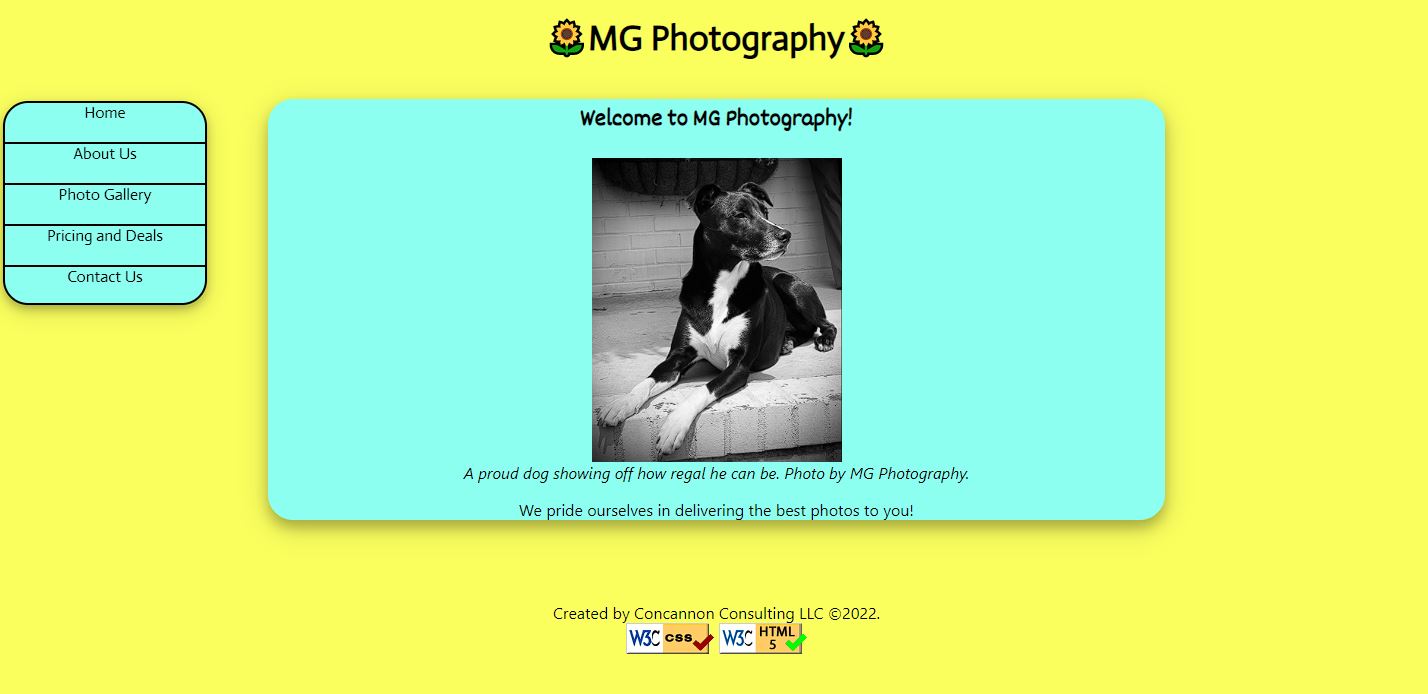 MG Photography
Home
About Us
Photo Gallery
Pricing and Deals
Contact Us
Welcome to MG Photography!
A proud dog showing off how regal he can be. Photo by MG Photography.
We pride ourselves in delivering the best photos to you!
Created by Concannon Consulting LLC ©2022.
W3C css W3C HTML 5